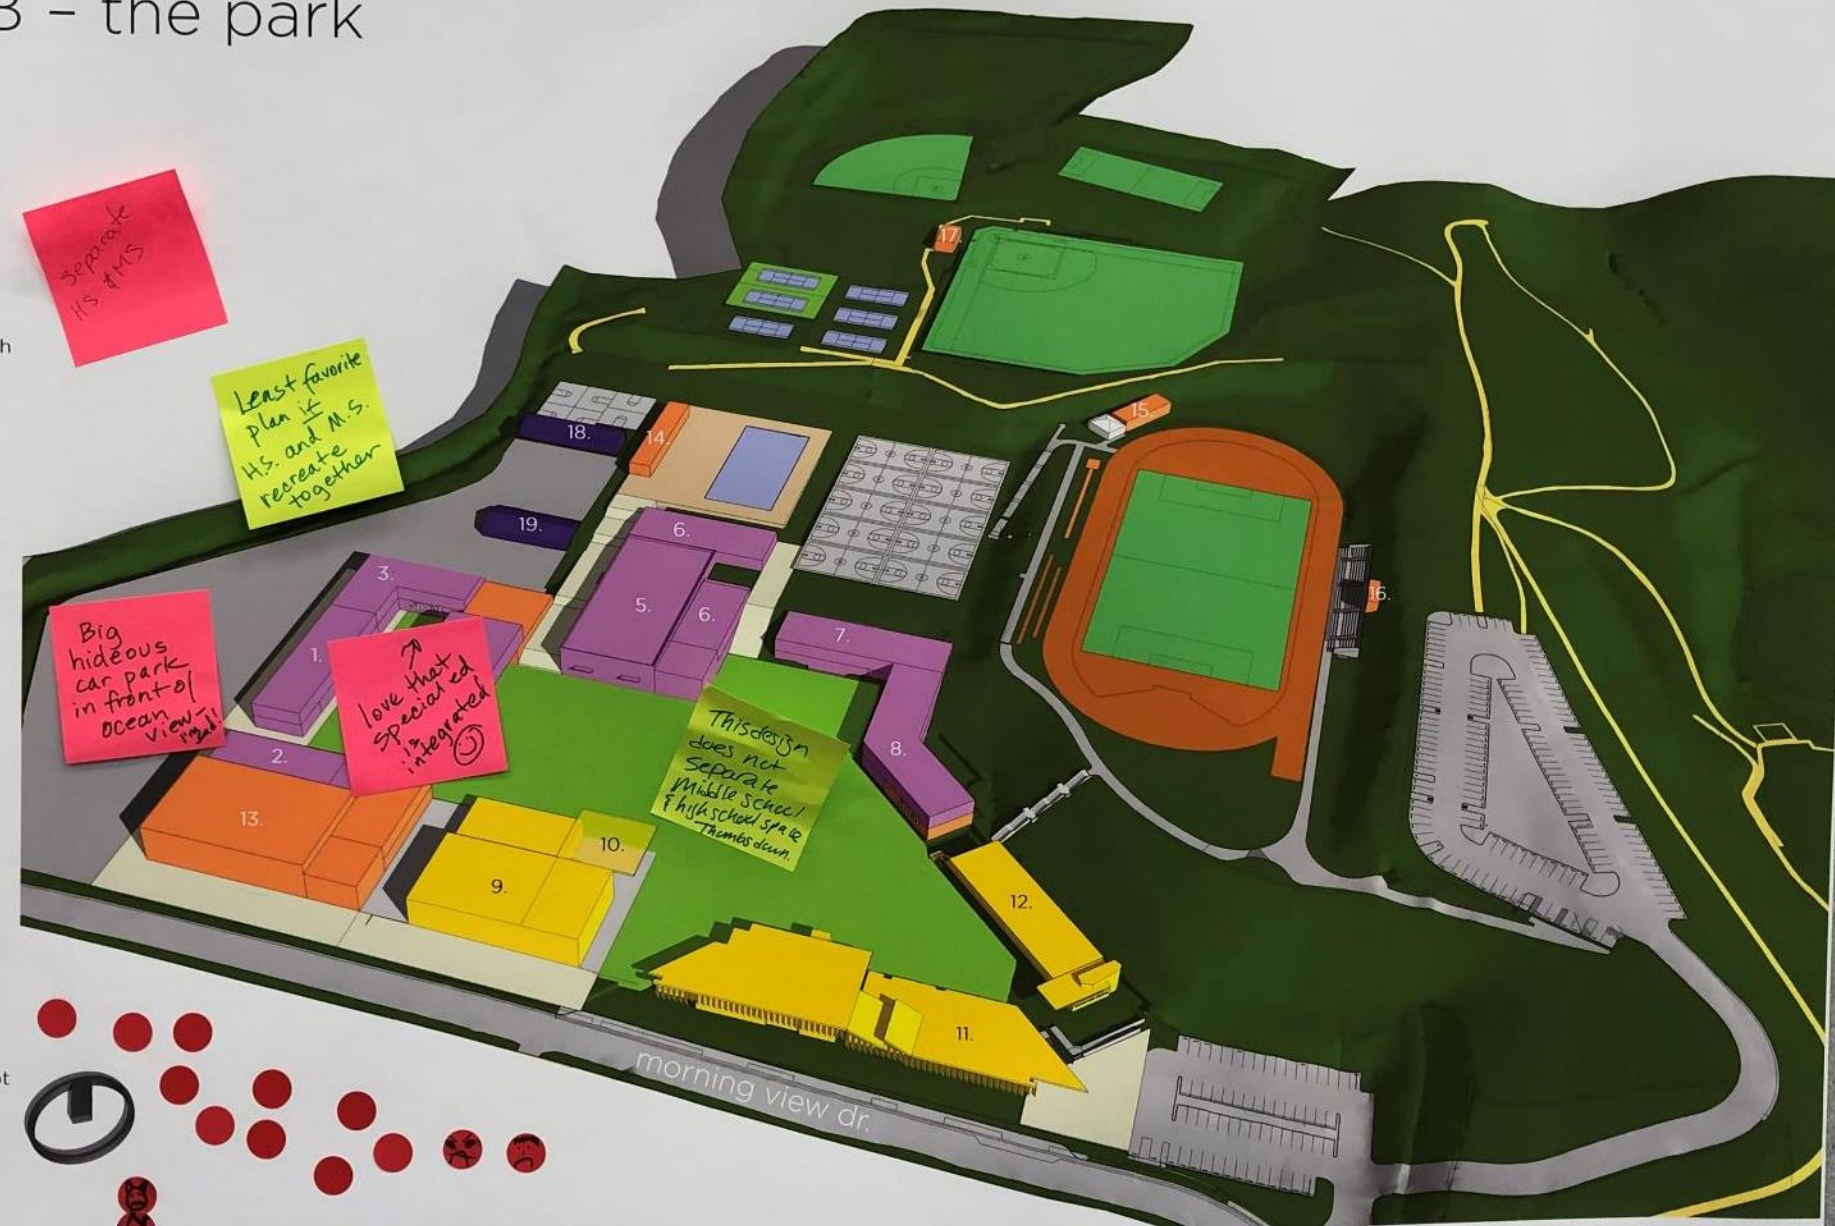 B - the park
h
Separate
HS & MS
Least favorite
plan if
H.S. and M.S.
recreate
together
Big
hideous
car park
in front of
ocean
view -
love that
special ed
is
integrated
This design
does not
separate
middle school
& high school space
Thumbs down.
17.
15.
18.
14.
19.
6.
3.
5.
6.
16.
7.
1.
8.
2.
13.
10.
9.
12.
11.
morning view dr.
ot